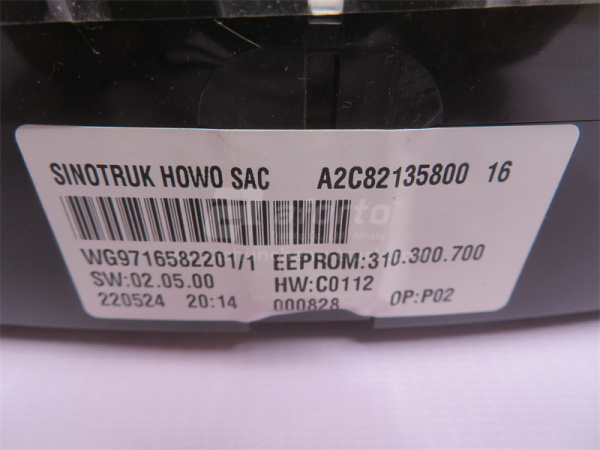 SINOTRUK HOWO SAC A2C82135800 16
WG9716582201/1 EEPROM:310.300.700
SW:02.05.00 HW:C0112
220524 20:14 000828 OP:P02